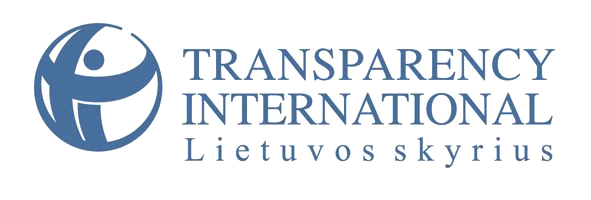 TRANSPARENCY
INTERNATIONAL
Lietuvos skyrius